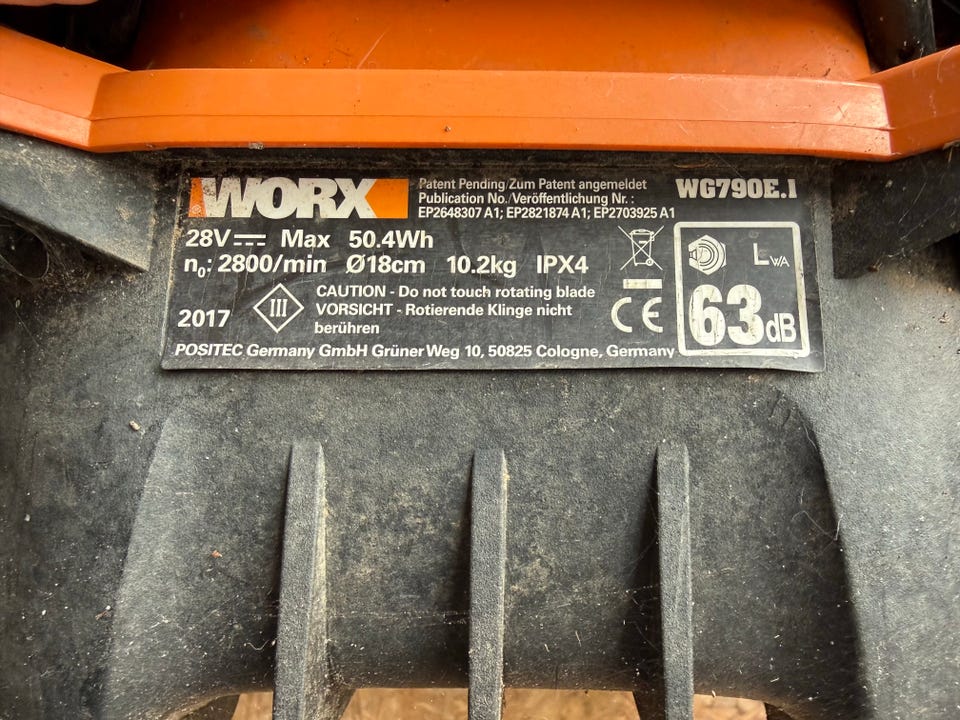 WORX
Patent Pending/Zum Patent angemeldet
Publication No./Veröffentlichung Nr.:
EP2648307 A1; EP2821874 A1; EP2703925 A1
WG790E.1
28V Max 50.4Wh
n₀: 2800/min Ø18cm 10.2kg IPX4
2017
III
CAUTION - Do not touch rotating blade
VORSICHT - Rotierende Klinge nicht
berühren
CE
LWA
63dB
POSITEC Germany GmbH Grüner Weg 10, 50825 Cologne, Germany